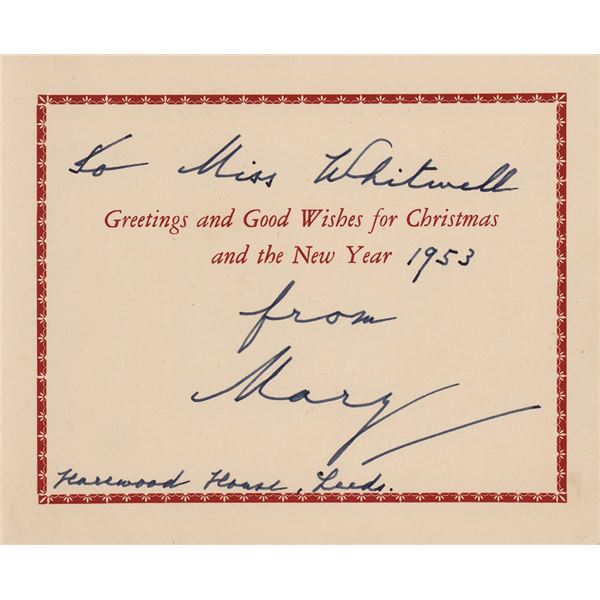 To Miss Whitwell
Greetings and Good Wishes for Christmas
and the New Year 1953
from
Mary
Harewood House, Leeds.